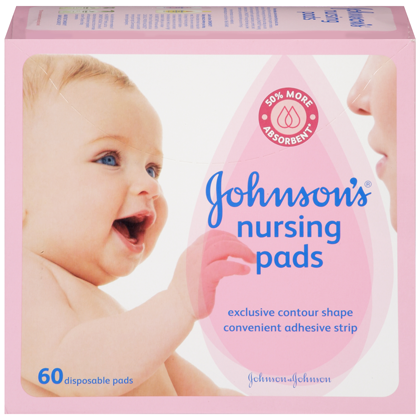 50% MORE
ABSORBENT*
Johnson's®
nursing
pads
exclusive contour shape
convenient adhesive strip
60 disposable pads
Johnson & Johnson